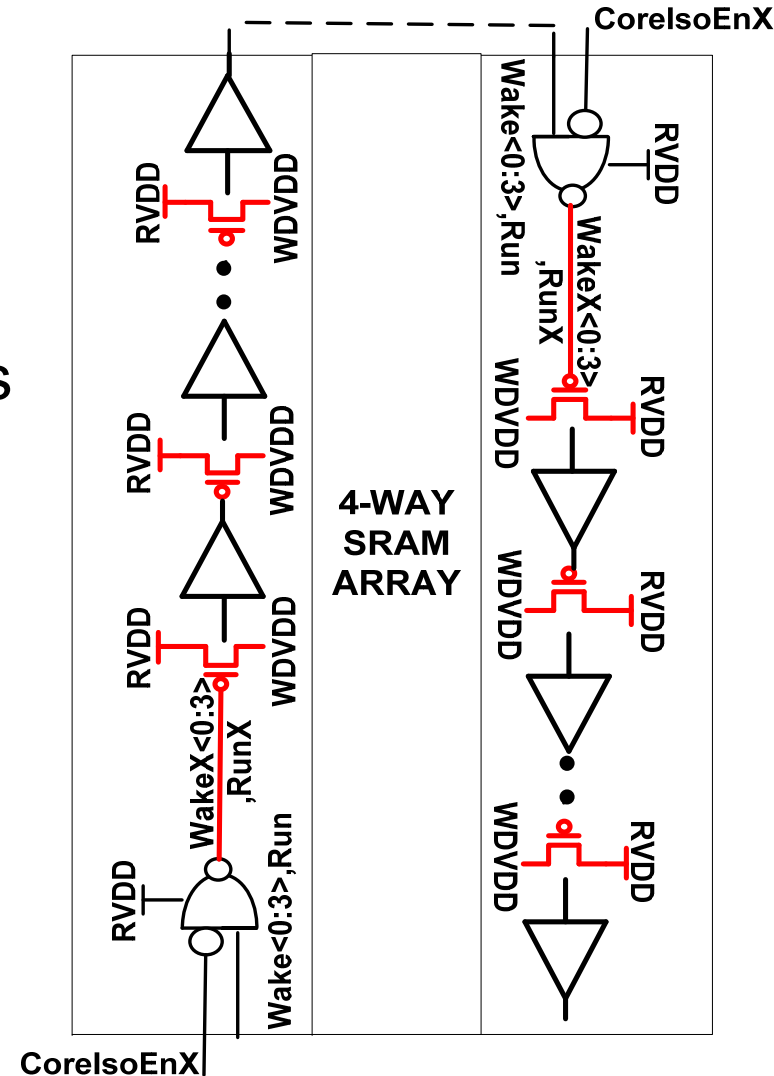 CoreIsoEnX
RVDD
WDVDD
Wake<0:3>,Run
RVDD
WakeX<0:3>
,RunX
WDVDD
RVDD
S
RVDD
WDVDD
4-WAY
SRAM
ARRAY
WDVDD
RVDD
RVDD
WDVDD
WakeX<0:3>
,RunX
WDVDD
RVDD
RVDD
Wake<0:3>,Run
CoreIsoEnX